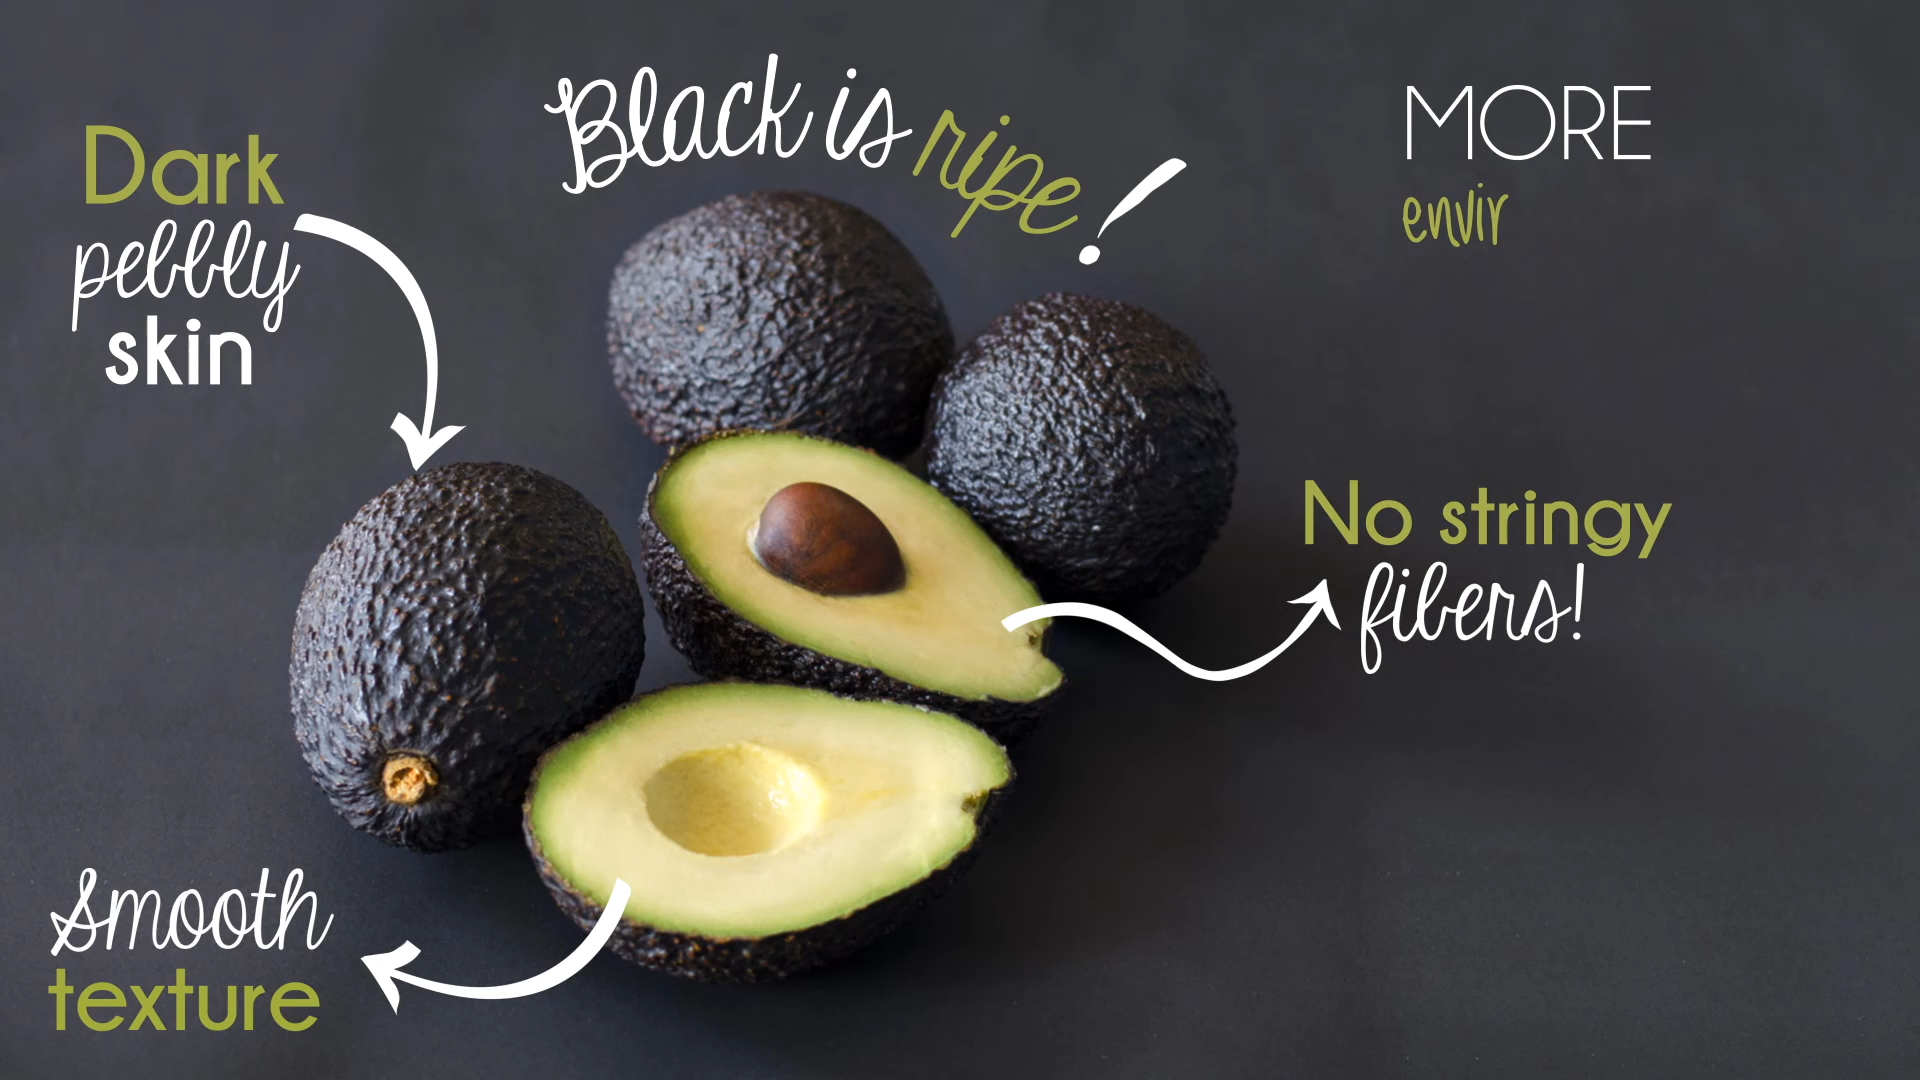 Black is ripe!
Dark
pebbly
skin
MORE
envir
No stringy
fibers!
Smooth
texture